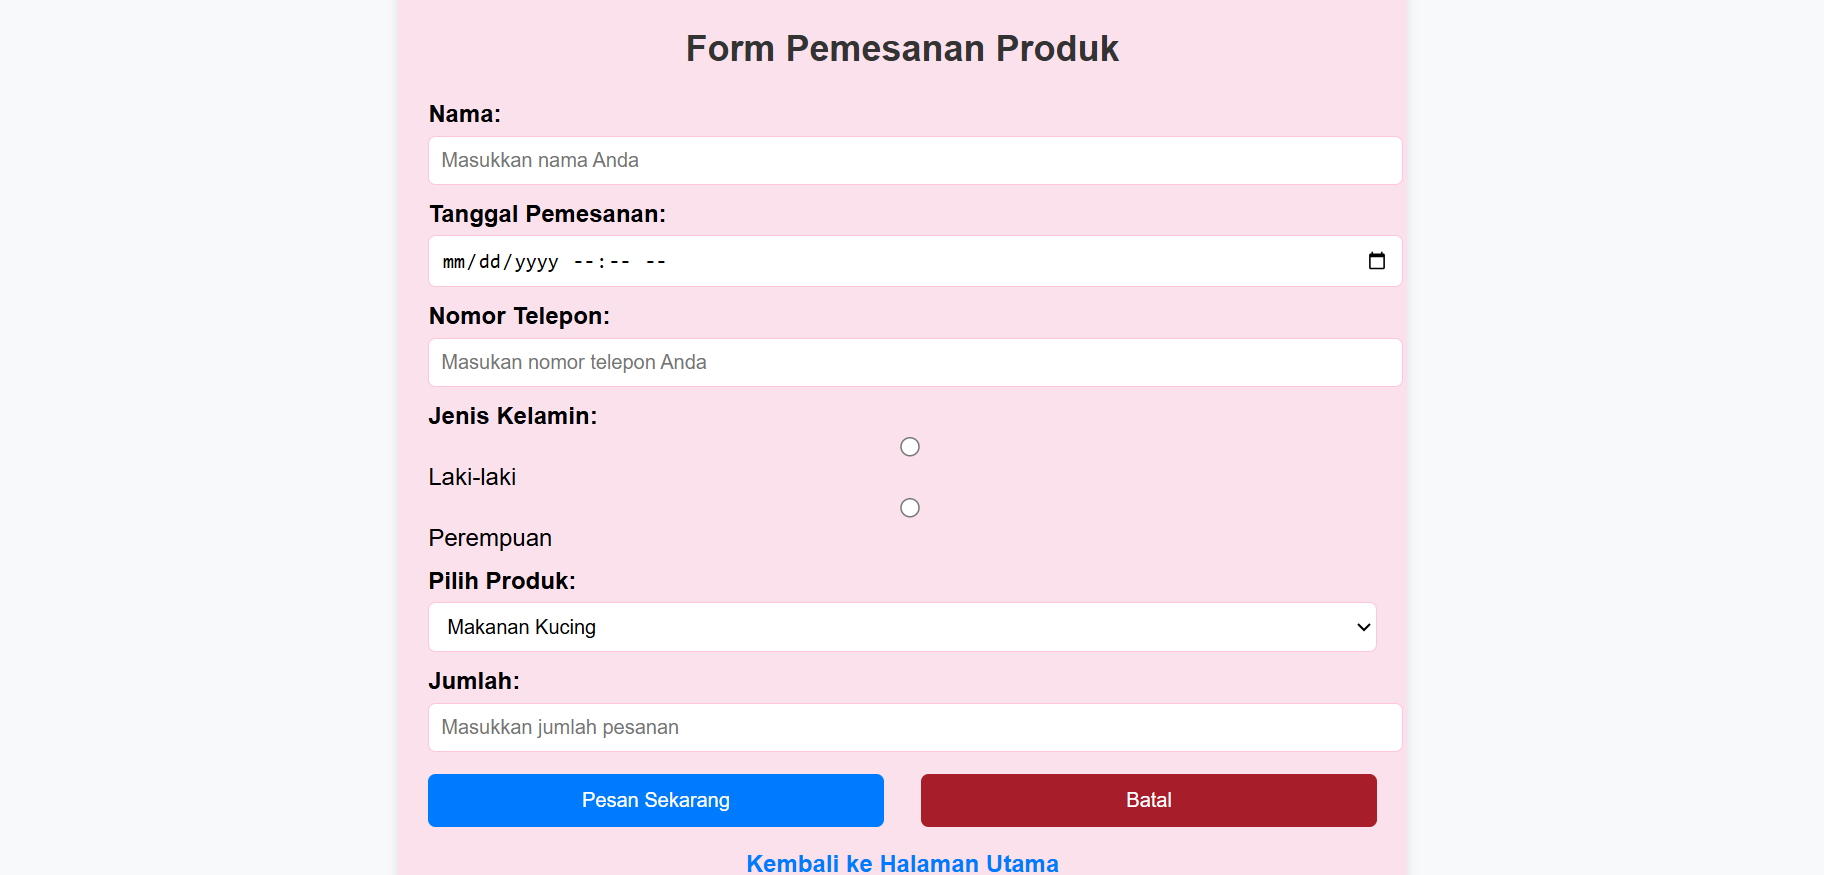 Form Pemesanan Produk
Nama:
Masukkan nama Anda
Tanggal Pemesanan:
mm/dd/yyyy --:-- --
Nomor Telepon:
Masukan nomor telepon Anda
Jenis Kelamin:
Laki-laki
Perempuan
Pilih Produk:
Makanan Kucing
Jumlah:
Masukkan jumlah pesanan
Pesan Sekarang Batal
Kembali ke Halaman Utama